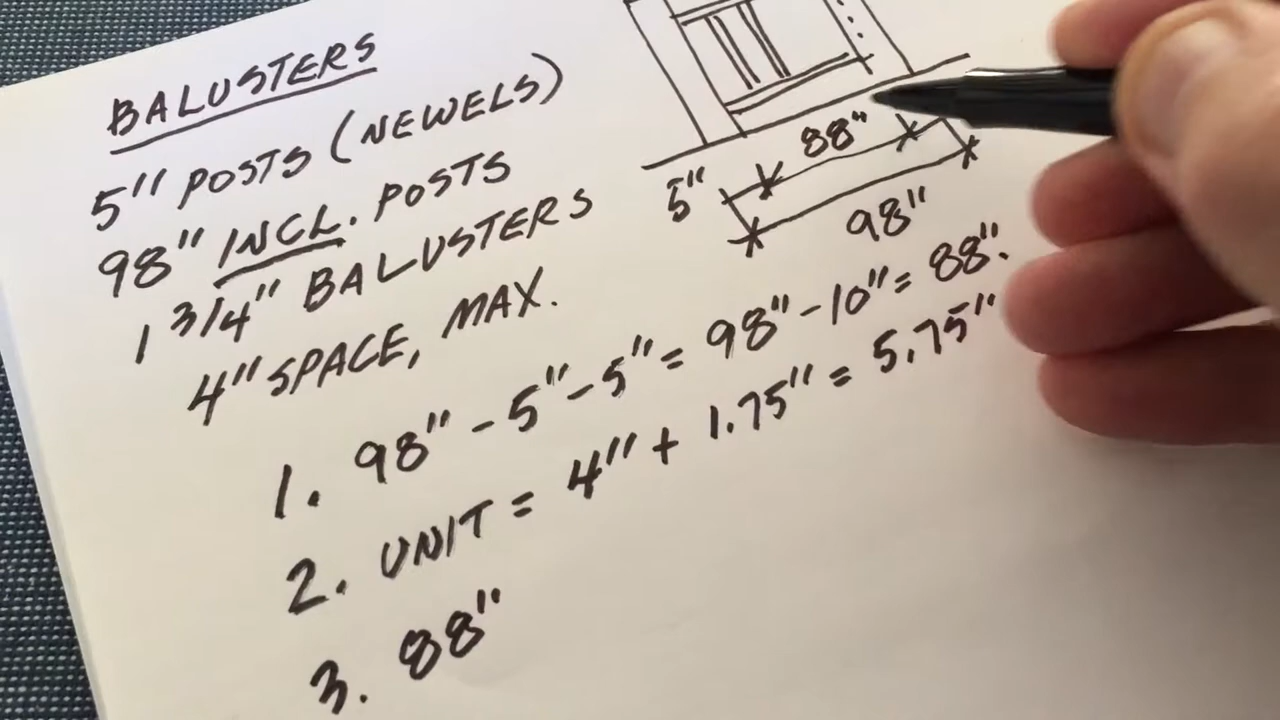 BALUSTERS
5" POSTS (NEWELS)
98" INCL. POSTS
1 3/4" BALUSTERS
4" SPACE, MAX.
88"
5"
98"
1. 98" - 5" - 5" = 98" - 10" = 88".
2. UNIT = 4" + 1.75" = 5.75"
3. 88"